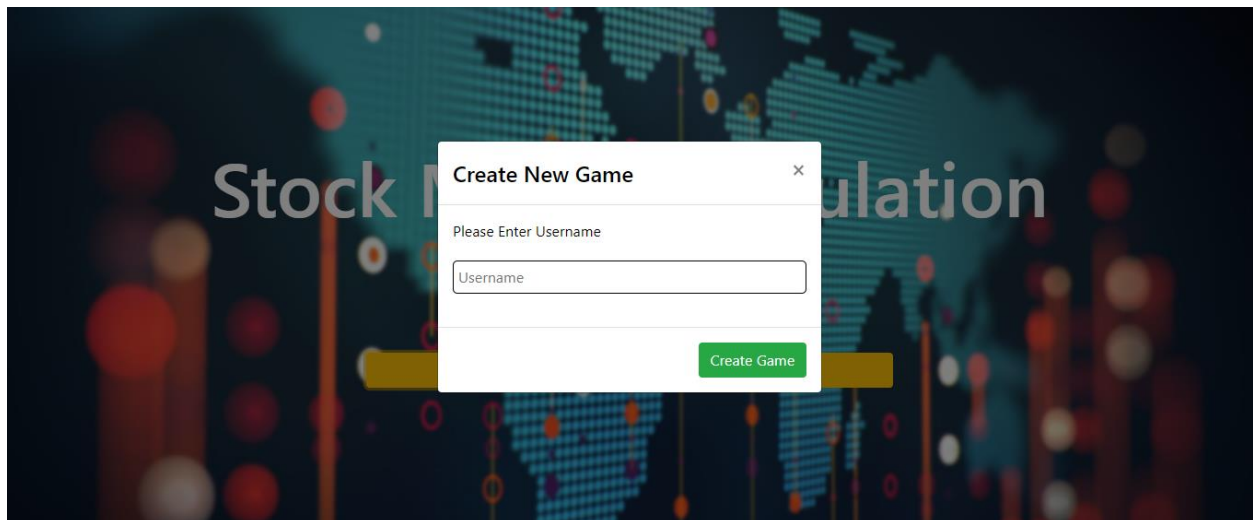 Stock M
ulation
Create New Game ×
Please Enter Username
Username
Create Game